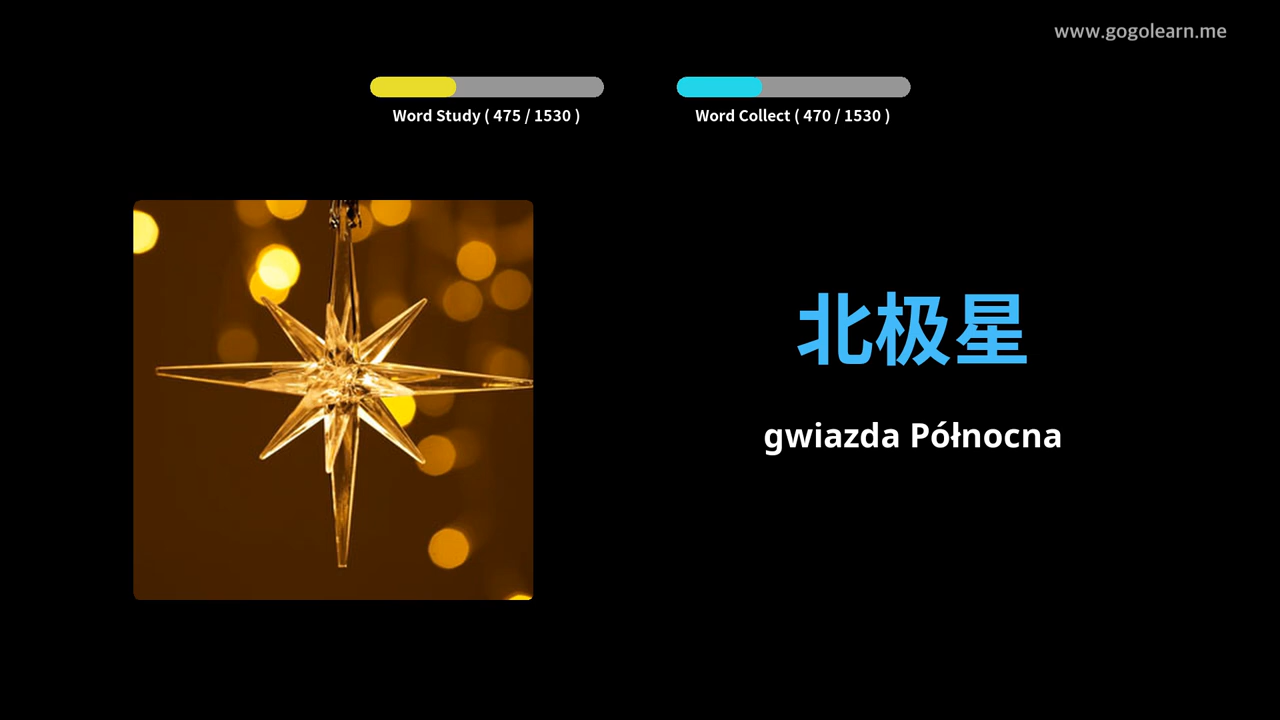 www.gogolearn.me
Word Study ( 475 / 1530 )
Word Collect ( 470 / 1530 )
北极星
gwiazda Północna